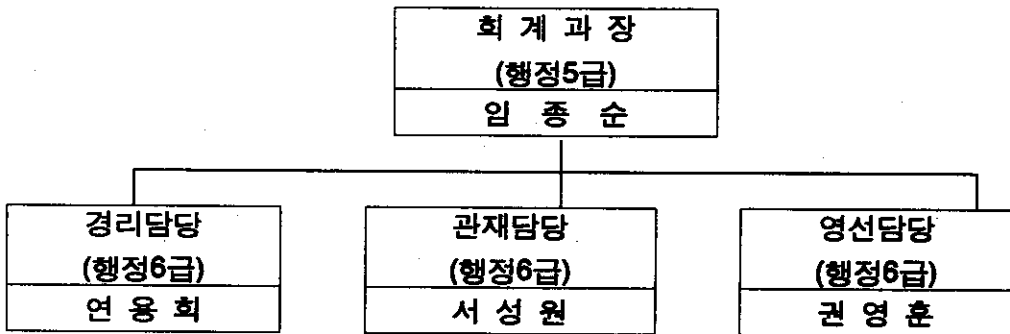 회 계 과 장
(행정5급)
임 종 순
경리담당
(행정6급)
연 용 희
관재담당
(행정6급)
서 성 원
영선담당
(행정6급)
권 영 훈